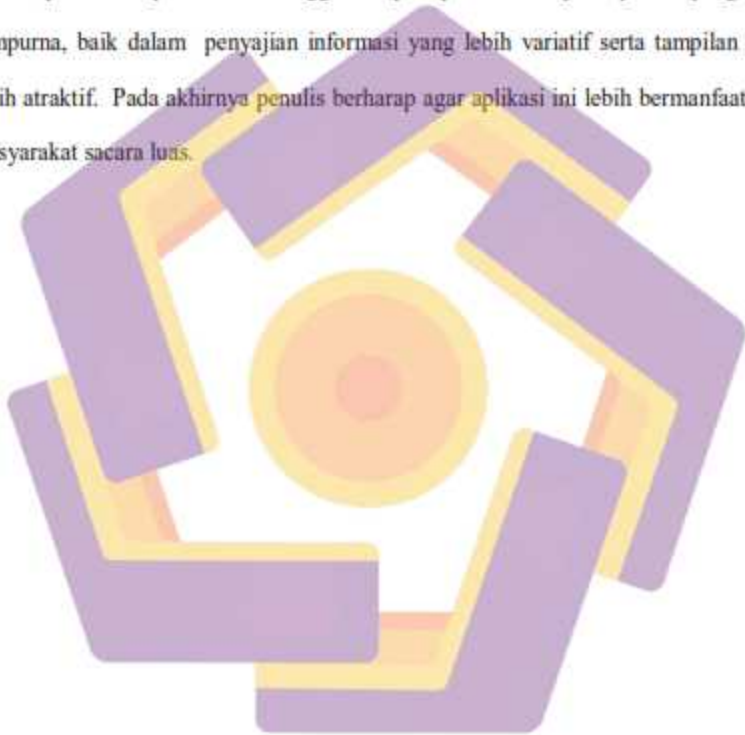 mpurna, baik dalam penyajian informasi yang lebih variatif serta tampilan
ih atraktif. Pada akhirnya penulis berharap agar aplikasi ini lebih bermanfaat
syarakat sacara luas.